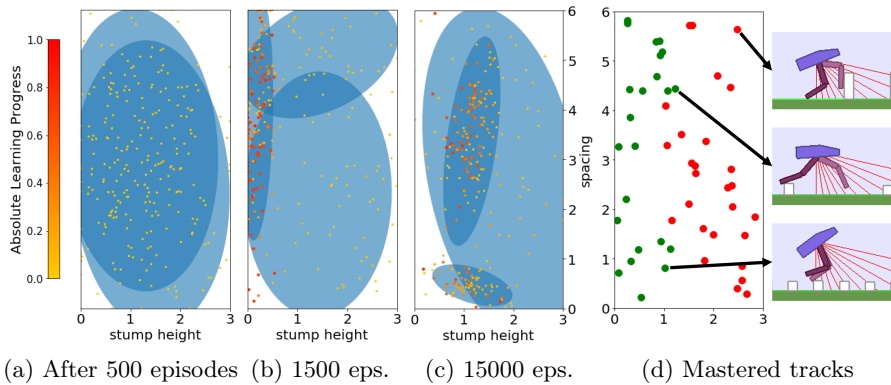 Absolute Learning Progress
1.0
0.8
0.6
0.4
0.2
0.0
0 1 2 3
stump height
0 1 2 3
stump height
0 1 2 3
stump height
6
5
4
3
2
1
0
spacing
6
5
4
3
2
1
0
0 1 2 3
(a) After 500 episodes (b) 1500 eps. (c) 15000 eps. (d) Mastered tracks